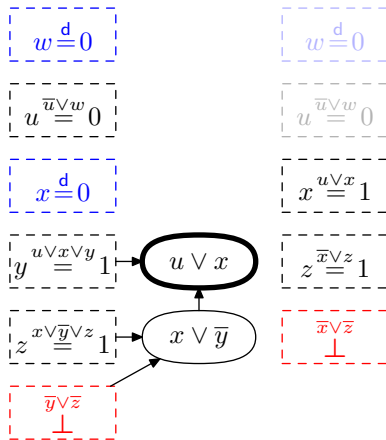 w d= 0
u u̅∨w= 0
x d= 0
y u∨x∨y= 1
z x∨y̅∨z= 1
y̅∨z̅
⊥
u ∨ x
x ∨ y̅
w d= 0
u u̅∨w= 0
x u∨x= 1
z x̅∨z= 1
x̅∨z̅
⊥